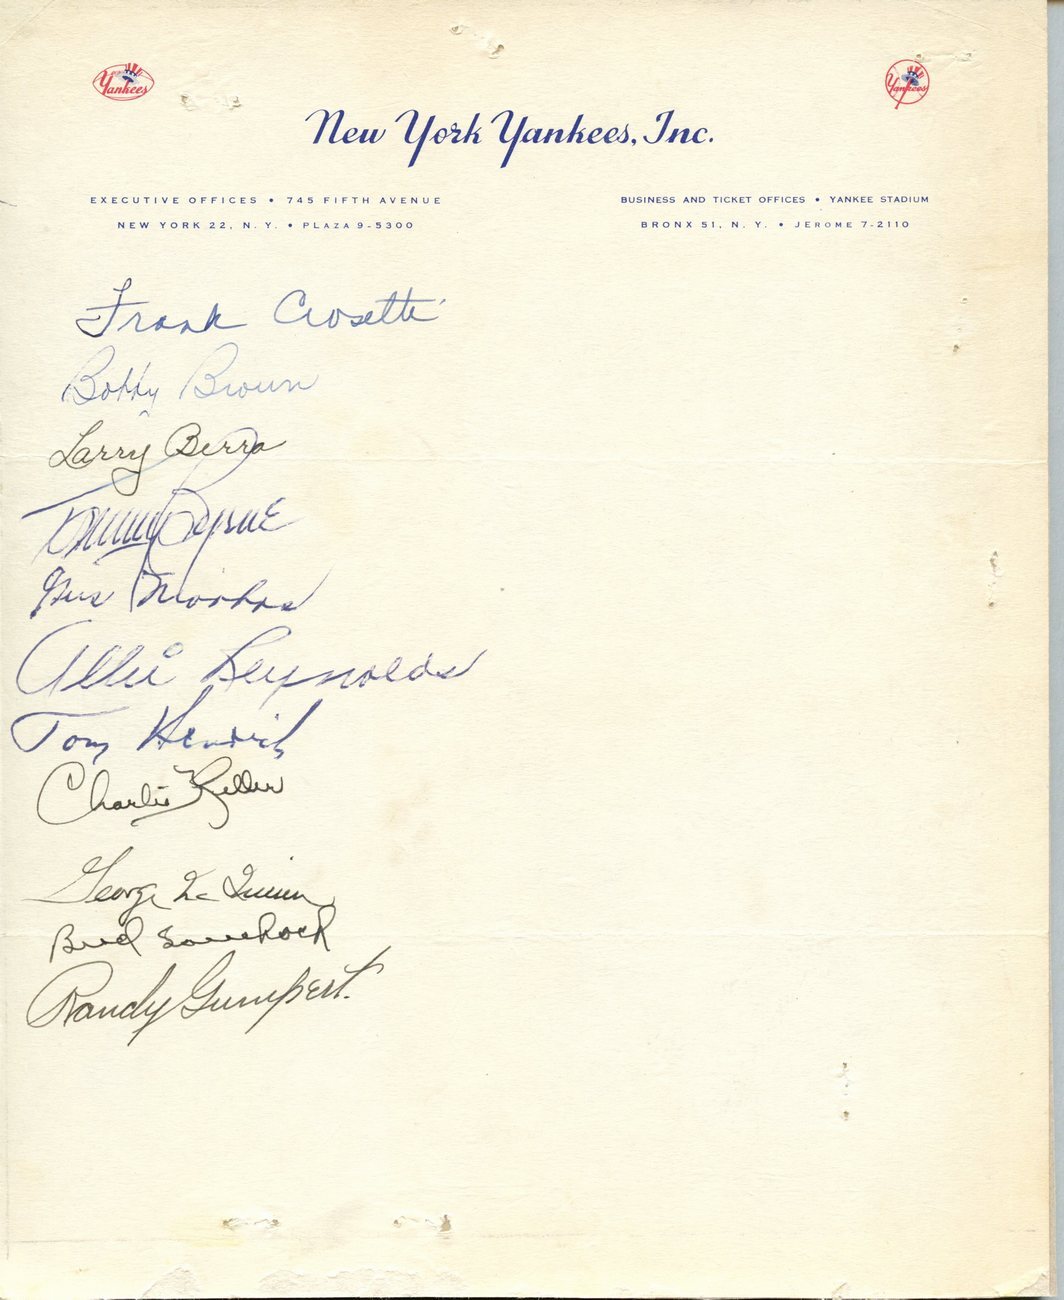 Yankees
Yankees
New York Yankees, Inc.
EXECUTIVE OFFICES • 745 FIFTH AVENUE
NEW YORK 22, N. Y. • PLAZA 9-5300
BUSINESS AND TICKET OFFICES • YANKEE STADIUM
BRONX 51, N. Y. • JEROME 7-2110
Frank Crosetti
Bobby Brown
Larry Berra
Tommy Byrne
Gus
Allie Reynolds
Tom Henrich
Charlie Keller
George McQuinn
Bud Souchock
Randy Gumpert.